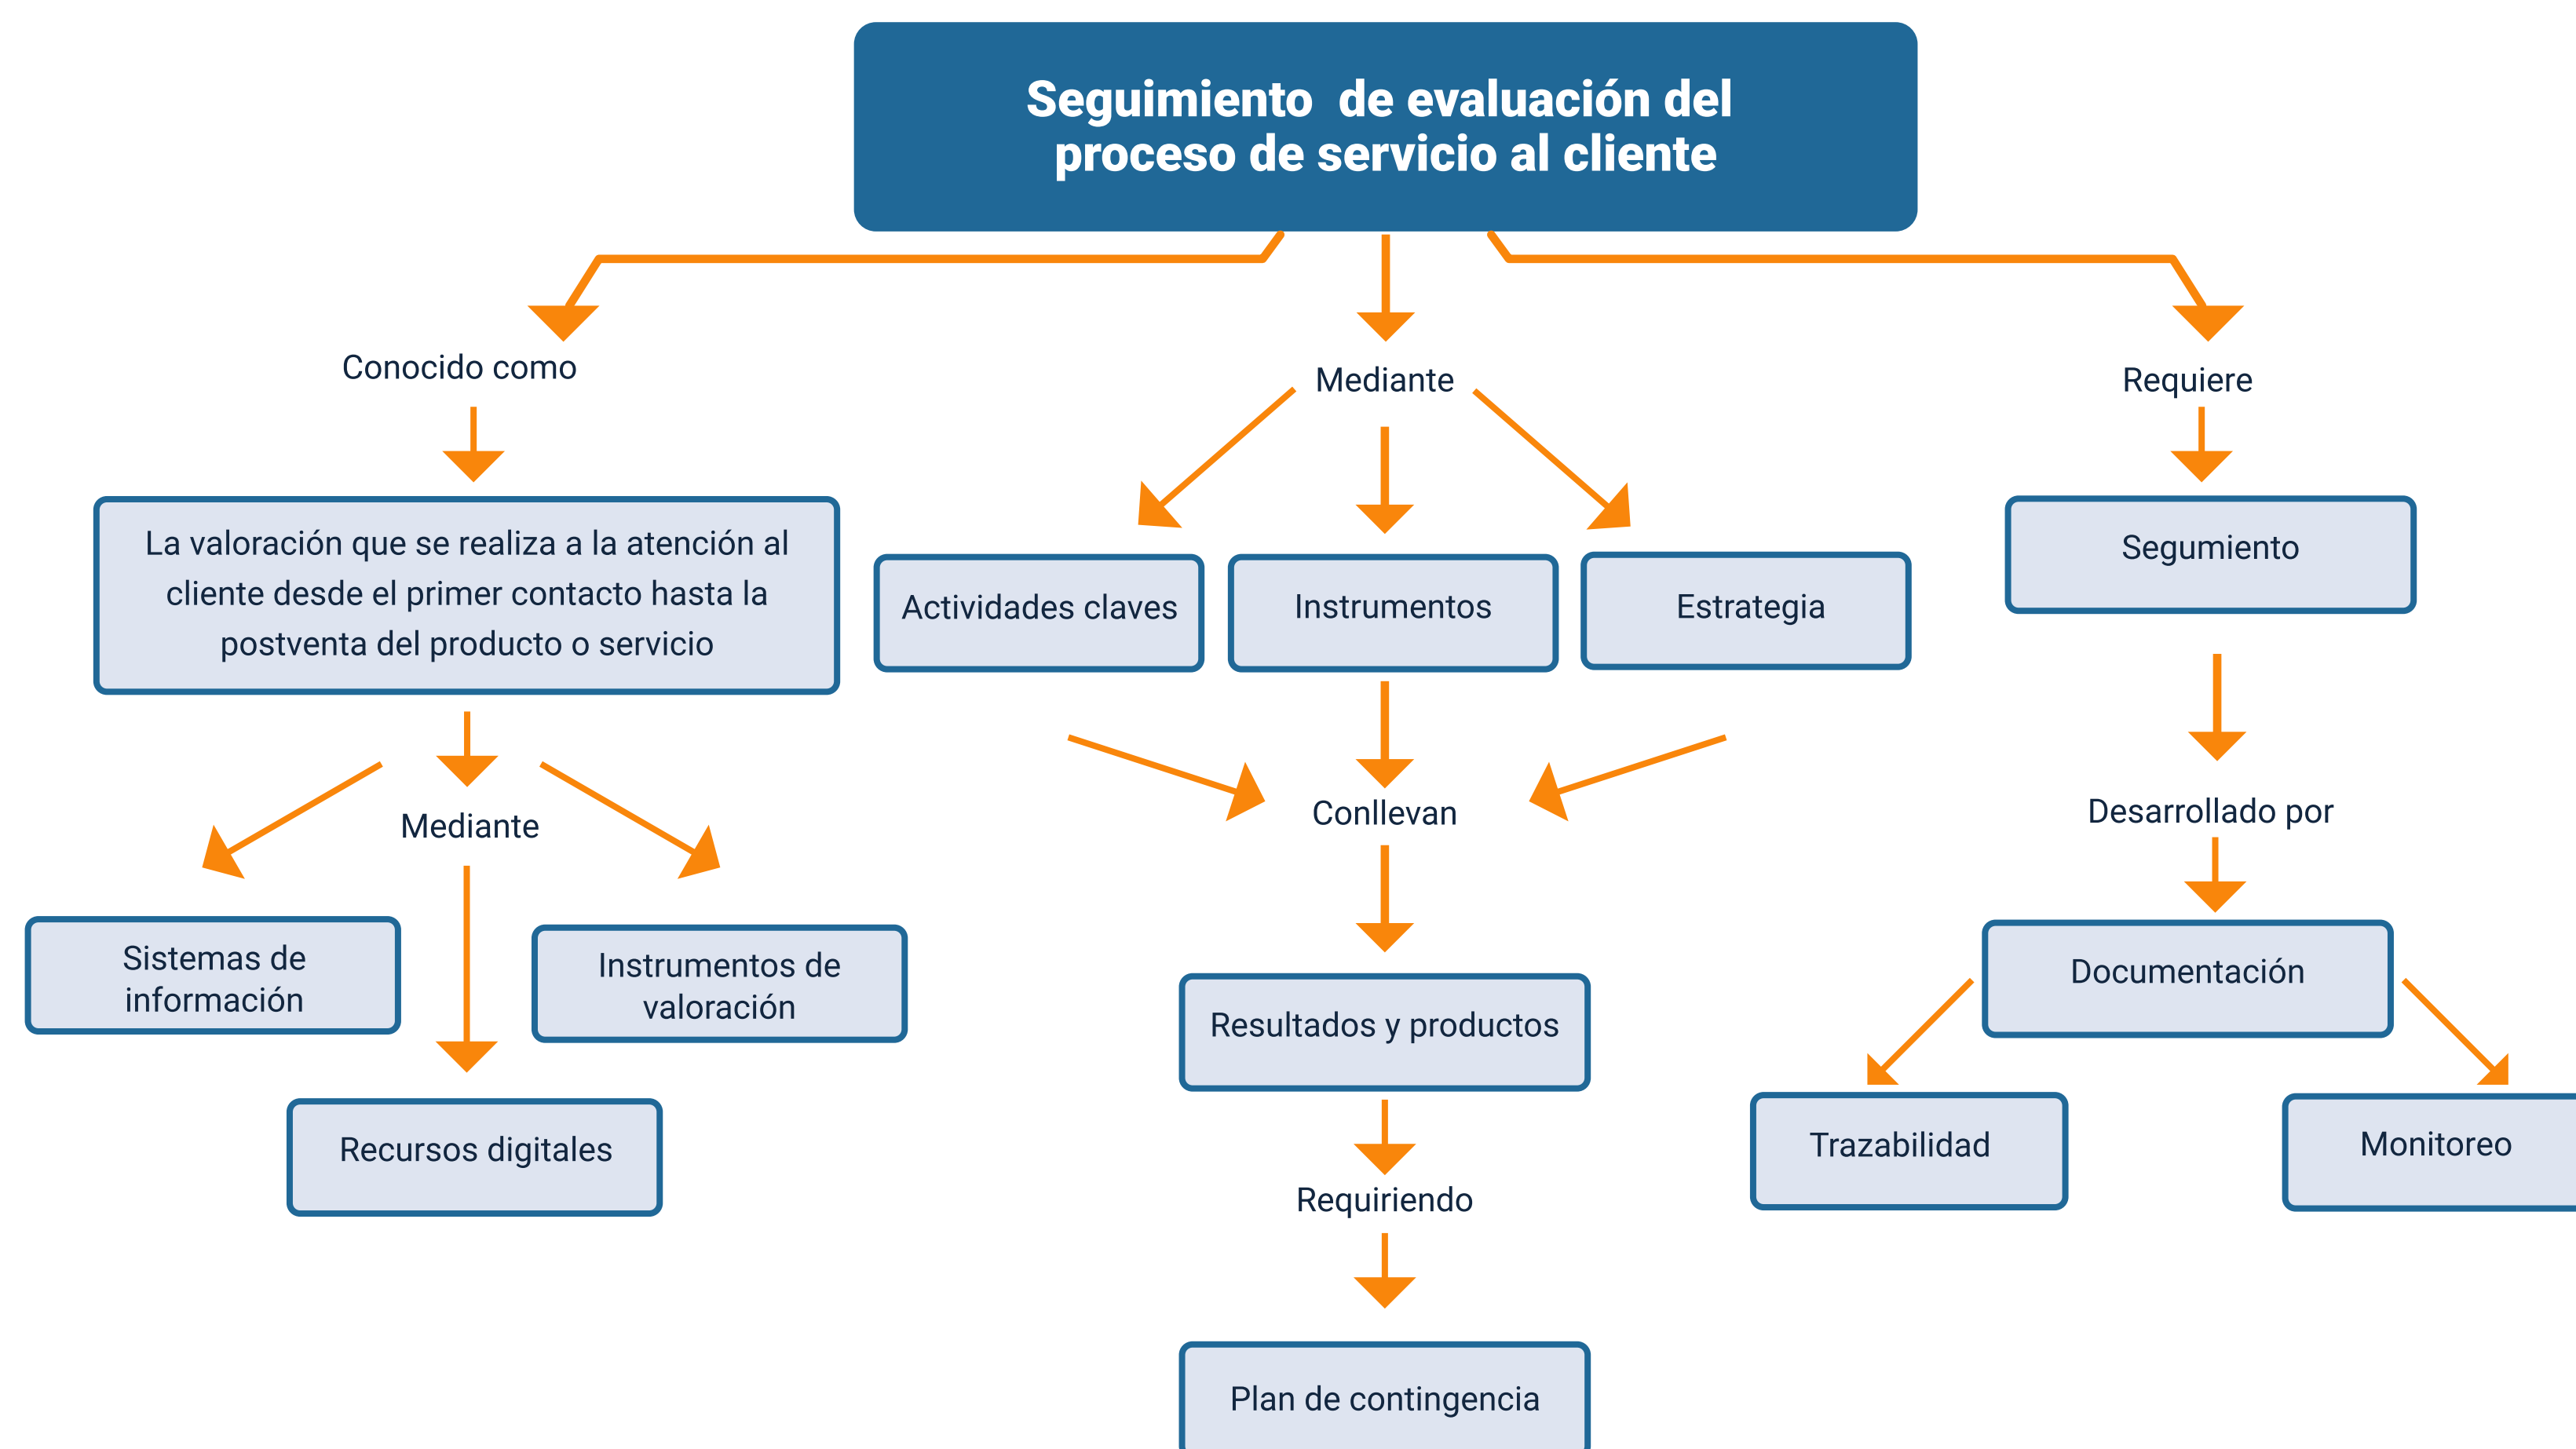 Seguimiento  de evaluación del
proceso de servicio al cliente
Conocido como
Mediante
Requiere
La valoración que se realiza a la atención al
cliente desde el primer contacto hasta la
postventa del producto o servicio
Actividades claves
Instrumentos
Estrategia
Segumiento
Mediante
Conllevan
Desarrollado por
Sistemas de
información
Instrumentos de
valoración
Recursos digitales
Resultados y productos
Documentación
Trazabilidad
Monitoreo
Requiriendo
Plan de contingencia